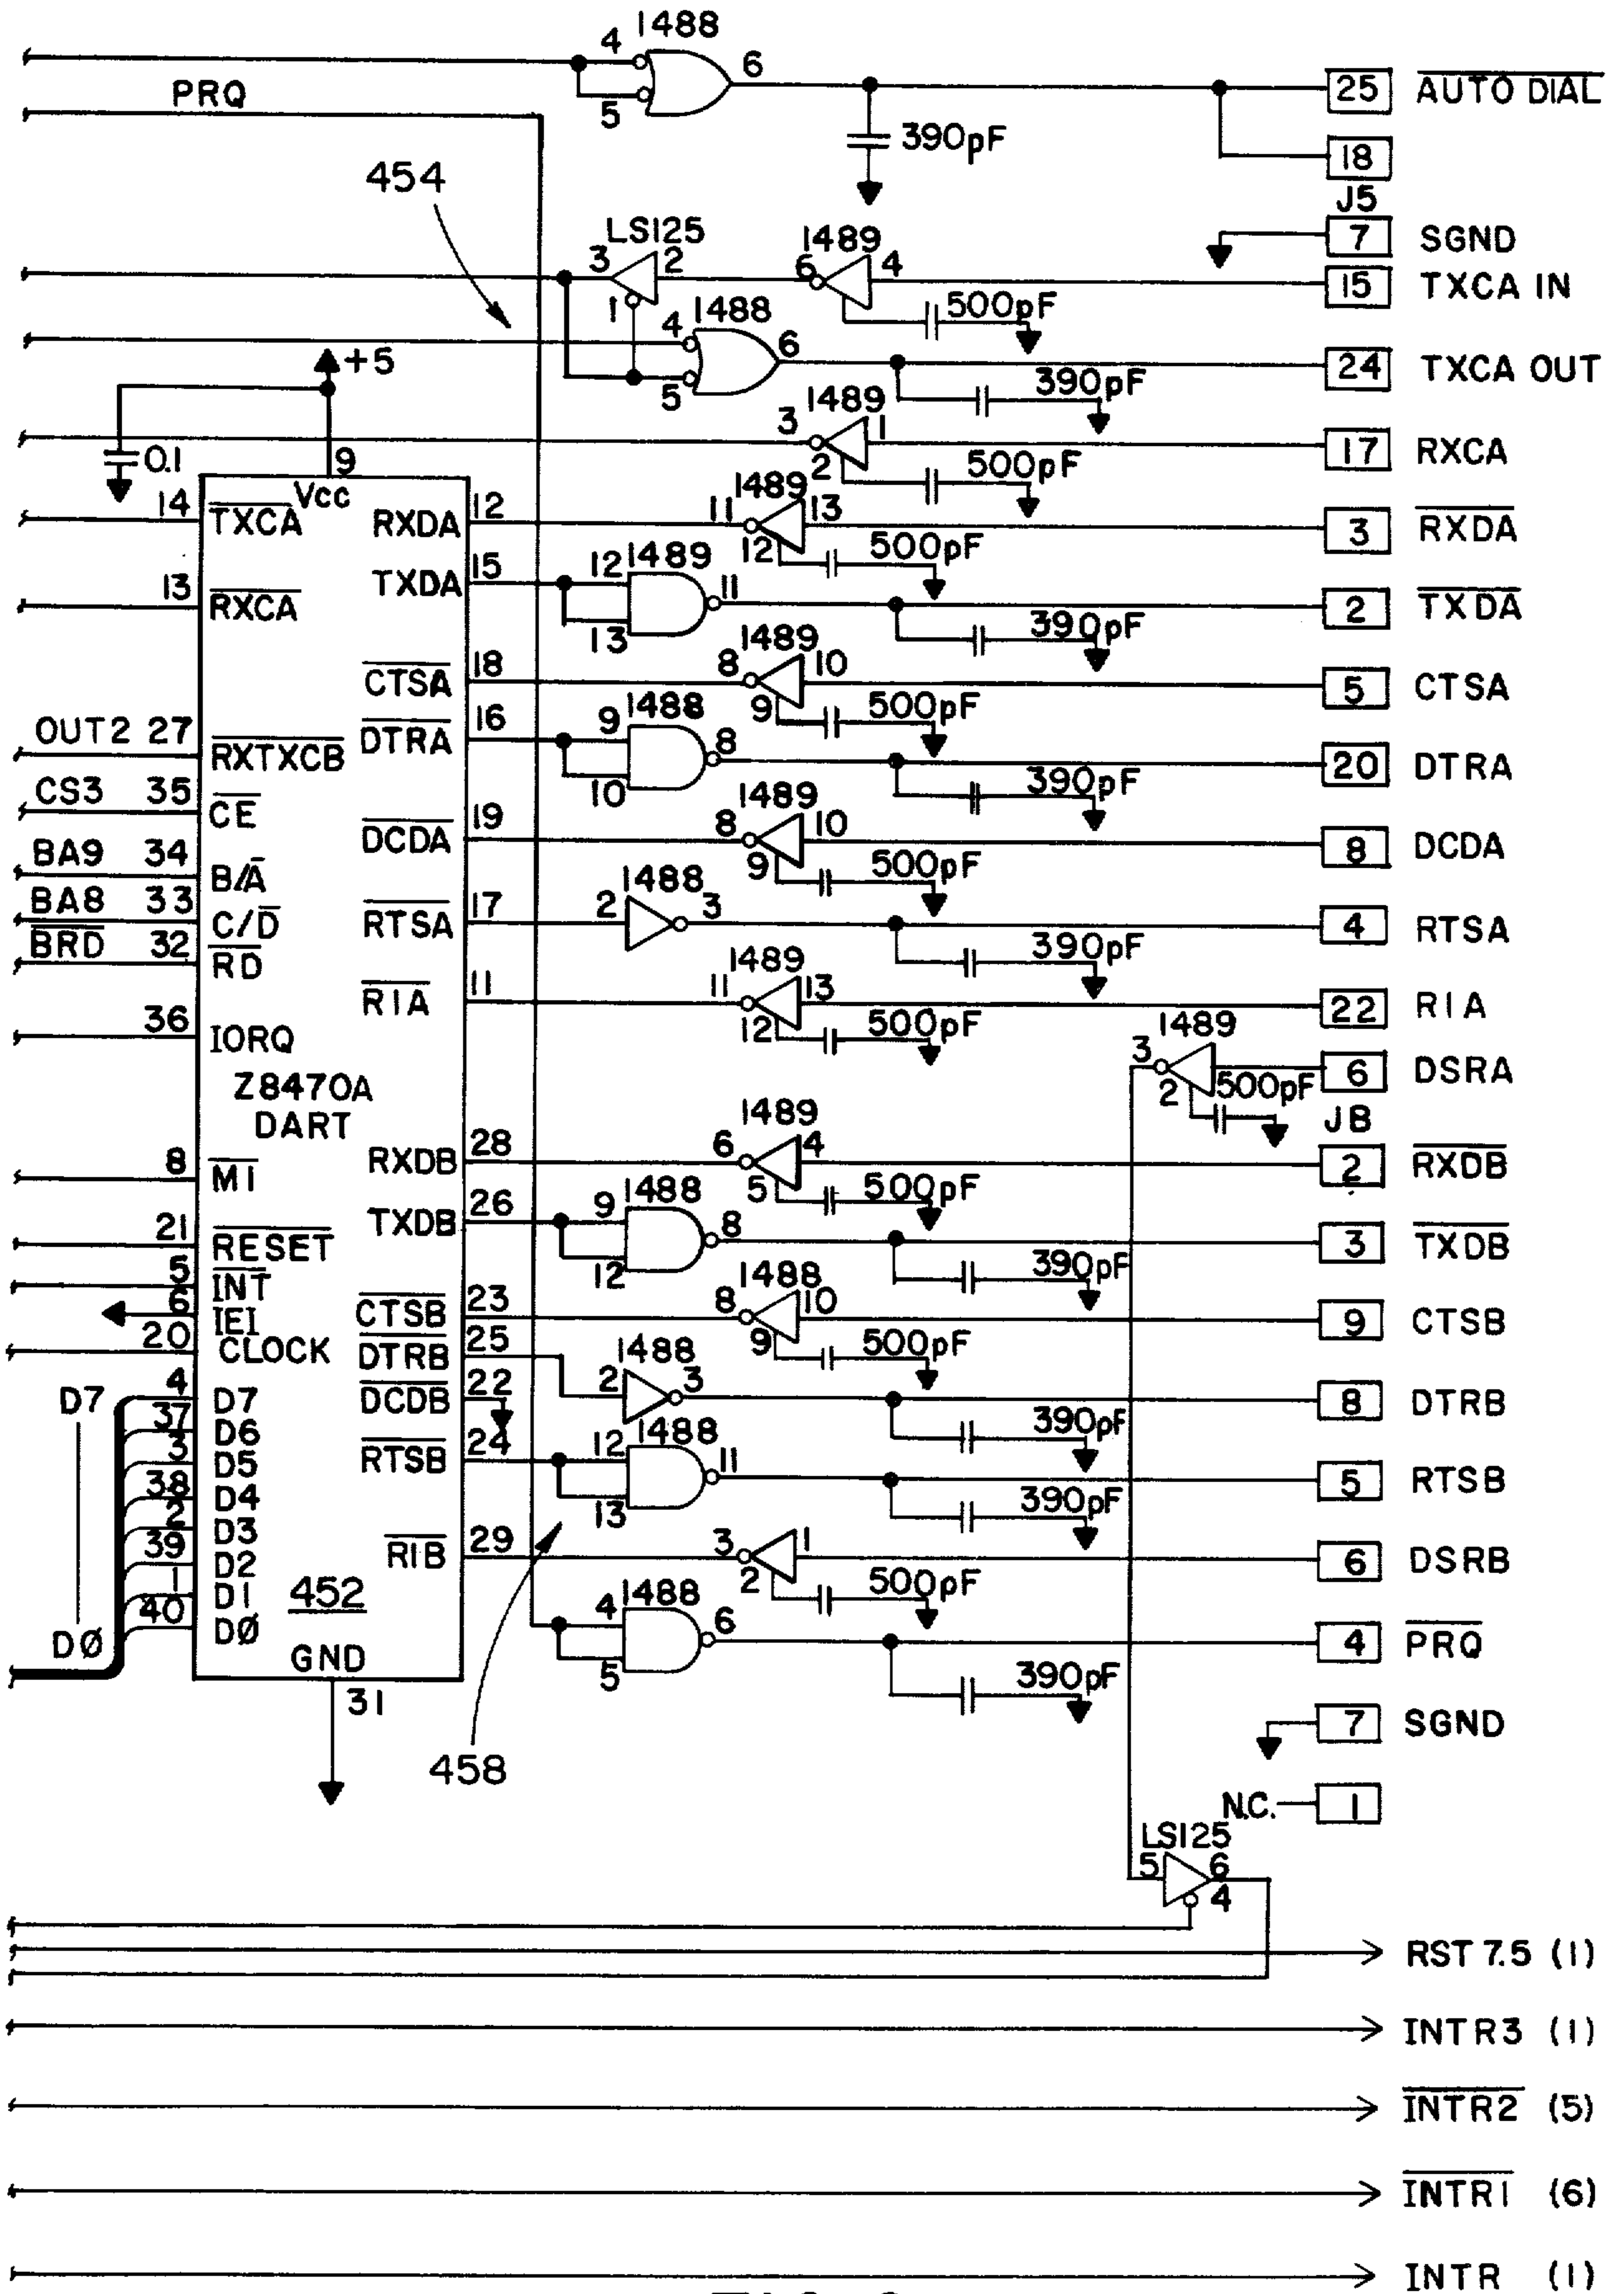 1488
4 6
5
PRQ
25 AUTO DIAL
390pF
18
454
J5
LS125
3 2
1
1489
6 4
7 SGND
500pF
15 TXCA IN
1488
4 6
5
+5
24 TXCA OUT
390pF
1489
3 1
2
0.1
9
17 RXCA
500pF
Vcc
14 TXCA
RXDA 12
1489
11 13
12
500pF
3 RXDA
13 RXCA
TXDA 15
1489
12 11
13
390pF
2 TXDA
CTSA 18
1489
8 10
9
500pF
5 CTSA
OUT2 27 RXTXCB
DTRA 16
1488
9 8
10
390pF
20 DTRA
CS3 35 CE
DCDA 19
1489
8 10
9
500pF
8 DCDA
BA9 34 B/A
BA8 33 C/D
RTSA 17
1488
2 3
390pF
4 RTSA
BRD 32 RD
RIA 11
1489
11 13
12
500pF
22 RIA
36 IORQ
1489
3
2
500pF
6 DSRA
Z8470A
DART
JB
8 M1
RXDB 28
1489
6 4
5
500pF
2 RXDB
21 RESET
TXDB 26
1488
9 8
12
390pF
3 TXDB
5 INT
6 IEI
CTSB 23
1488
8 10
9
500pF
9 CTSB
20 CLOCK
DTRB 25
1488
2 3
390pF
8 DTRB
D7
4 D7
DCDB 22
37 D6
3 D5
RTSB 24
1488
12 11
13
390pF
5 RTSB
38 D4
2 D3
39 D2
RIB 29
3 1
2
500pF
6 DSRB
1 D1
40 DØ
DØ
452
1488
4 6
5
390pF
4 PRQ
GND
31
458
7 SGND
N.C. 1
LS125
5 6
4
RST 7.5 (1)
INTR3 (1)
INTR2 (5)
INTR1 (6)
INTR (1)